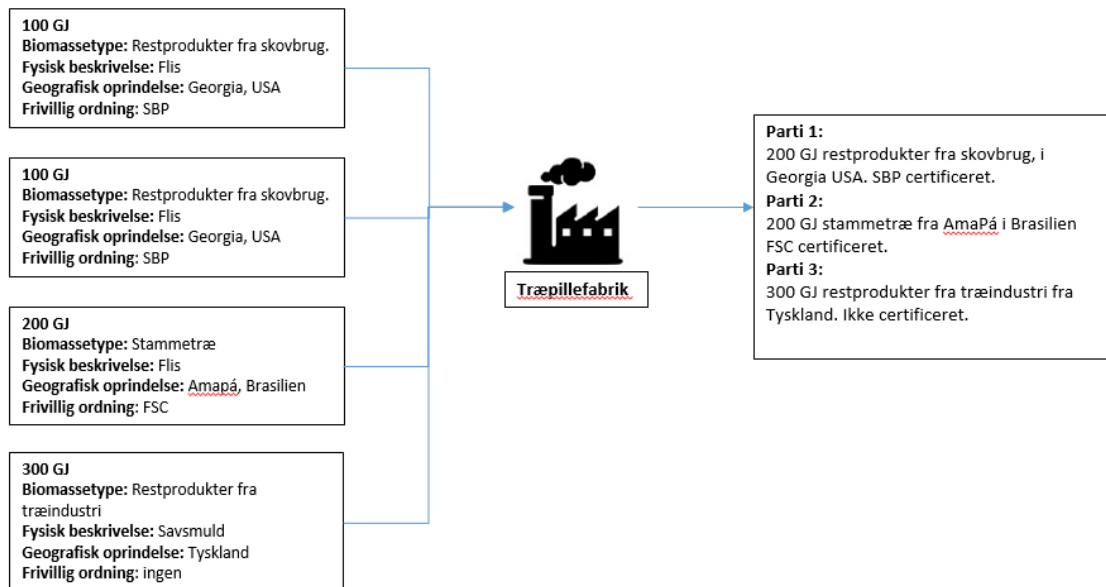 100 GJ
Biomassetype: Restprodukter fra skovbrug.
Fysisk beskrivelse: Flis
Geografisk oprindelse: Georgia, USA
Frivillig ordning: SBP
100 GJ
Biomassetype: Restprodukter fra skovbrug.
Fysisk beskrivelse: Flis
Geografisk oprindelse: Georgia, USA
Frivillig ordning: SBP
200 GJ
Biomassetype: Stammetræ
Fysisk beskrivelse: Flis
Geografisk oprindelse: Amapá, Brasilien
Frivillig ordning: FSC
300 GJ
Biomassetype: Restprodukter fra
træindustri
Fysisk beskrivelse: Savsmuld
Geografisk oprindelse: Tyskland
Frivillig ordning: ingen
Træpillefabrik
Parti 1:
200 GJ restprodukter fra skovbrug, i
Georgia USA. SBP certificeret.
Parti 2:
200 GJ stammetræ fra AmaPá i Brasilien
FSC certificeret.
Parti 3:
300 GJ restprodukter fra træindustri fra
Tyskland. Ikke certificeret.